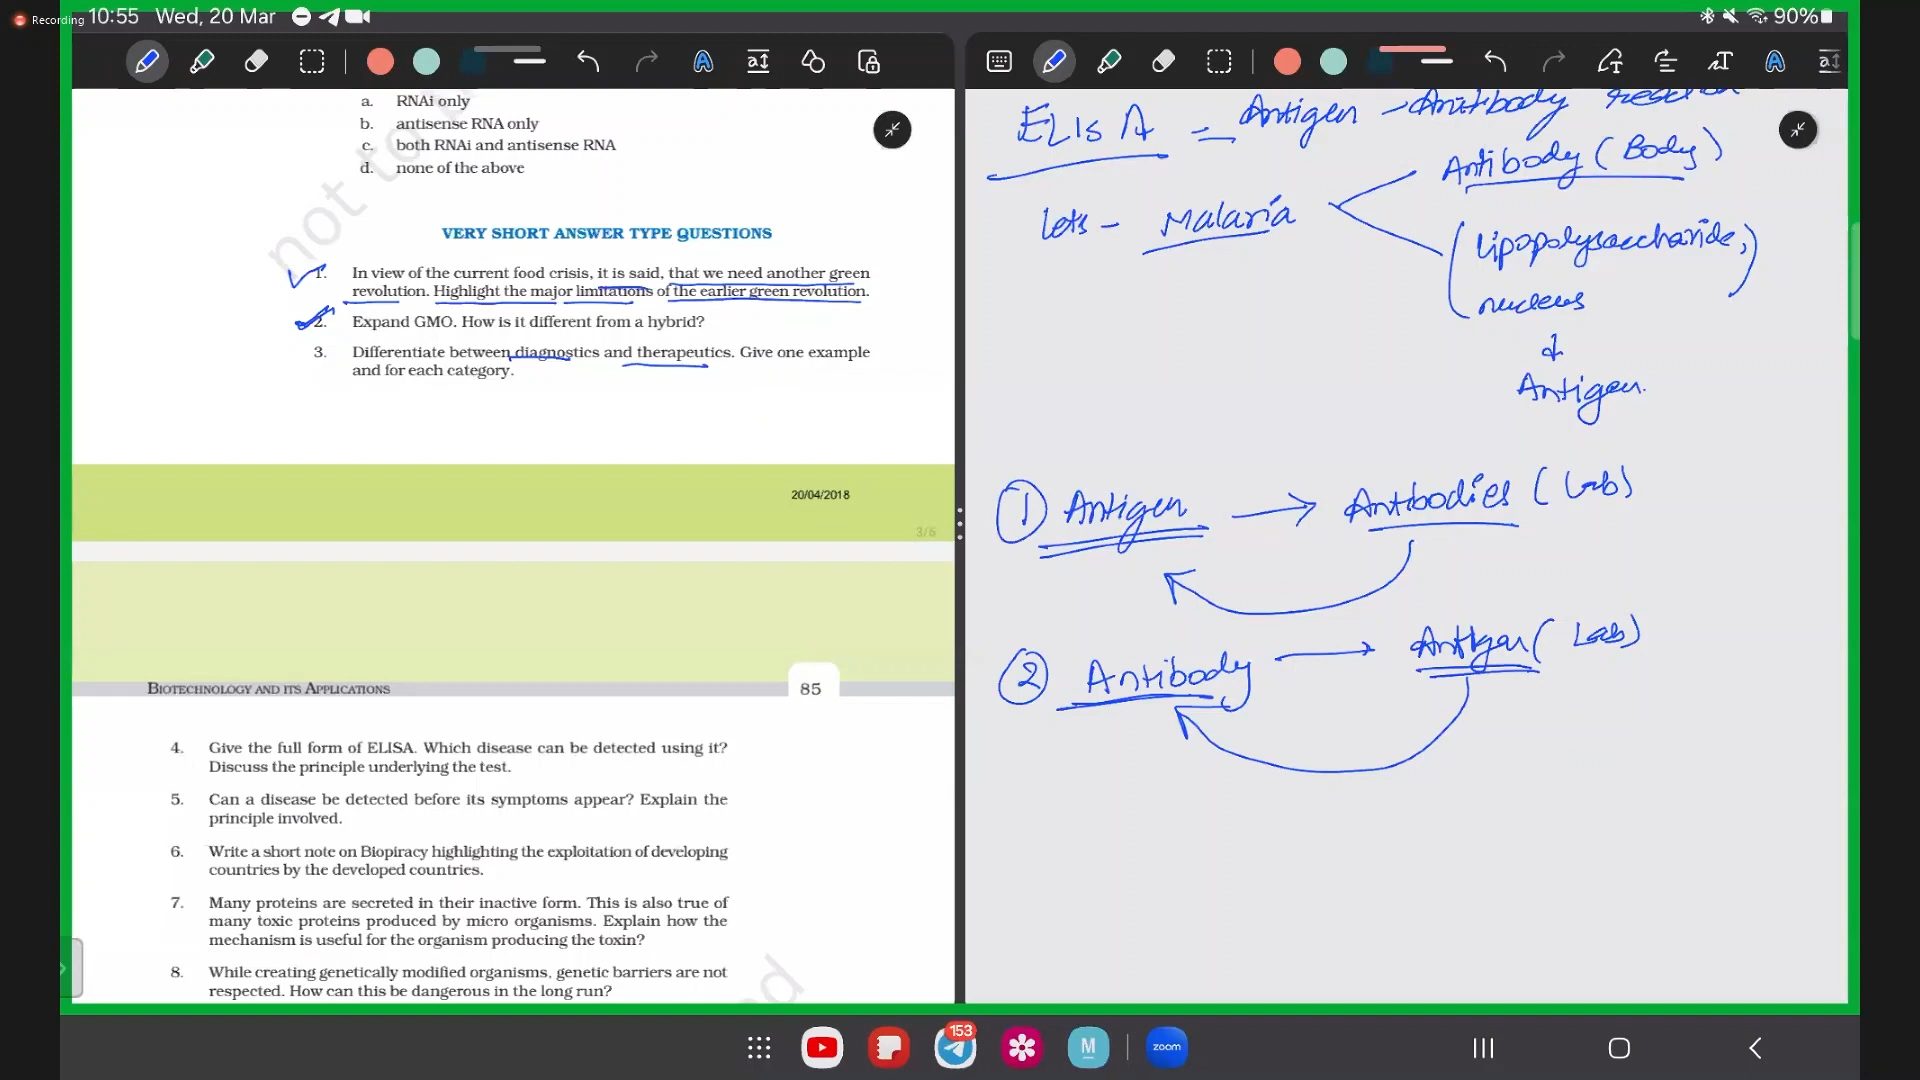 Recording
10:55 Wed, 20 Mar
90%
a. RNAi only
b. antisense RNA only
c. both RNAi and antisense RNA
d. none of the above
not to b
VERY SHORT ANSWER TYPE QUESTIONS
1. In view of the current food crisis, it is said, that we need another green
revolution. Highlight the major limitations of the earlier green revolution.
2. Expand GMO. How is it different from a hybrid?
3. Differentiate between diagnostics and therapeutics. Give one example
and for each category.
20/04/2018
3/6
BIOTECHNOLOGY AND ITS APPLICATIONS
85
4. Give the full form of ELISA. Which disease can be detected using it?
Discuss the principle underlying the test.
5. Can a disease be detected before its symptoms appear? Explain the
principle involved.
6. Write a short note on Biopiracy highlighting the exploitation of developing
countries by the developed countries.
7. Many proteins are secreted in their inactive form. This is also true of
many toxic proteins produced by micro organisms. Explain how the
mechanism is useful for the organism producing the toxin?
8. While creating genetically modified organisms, genetic barriers are not
respected. How can this be dangerous in the long run?
ELISA = Antigen - Antibody
Antibody (Body)
lets - Malaria
(lipopolysaccharide,
nucleus)
Antigen.
① Antigen → Antibodies (Lab)
② Antibody → Antigen (Lab)
153
M
zoom